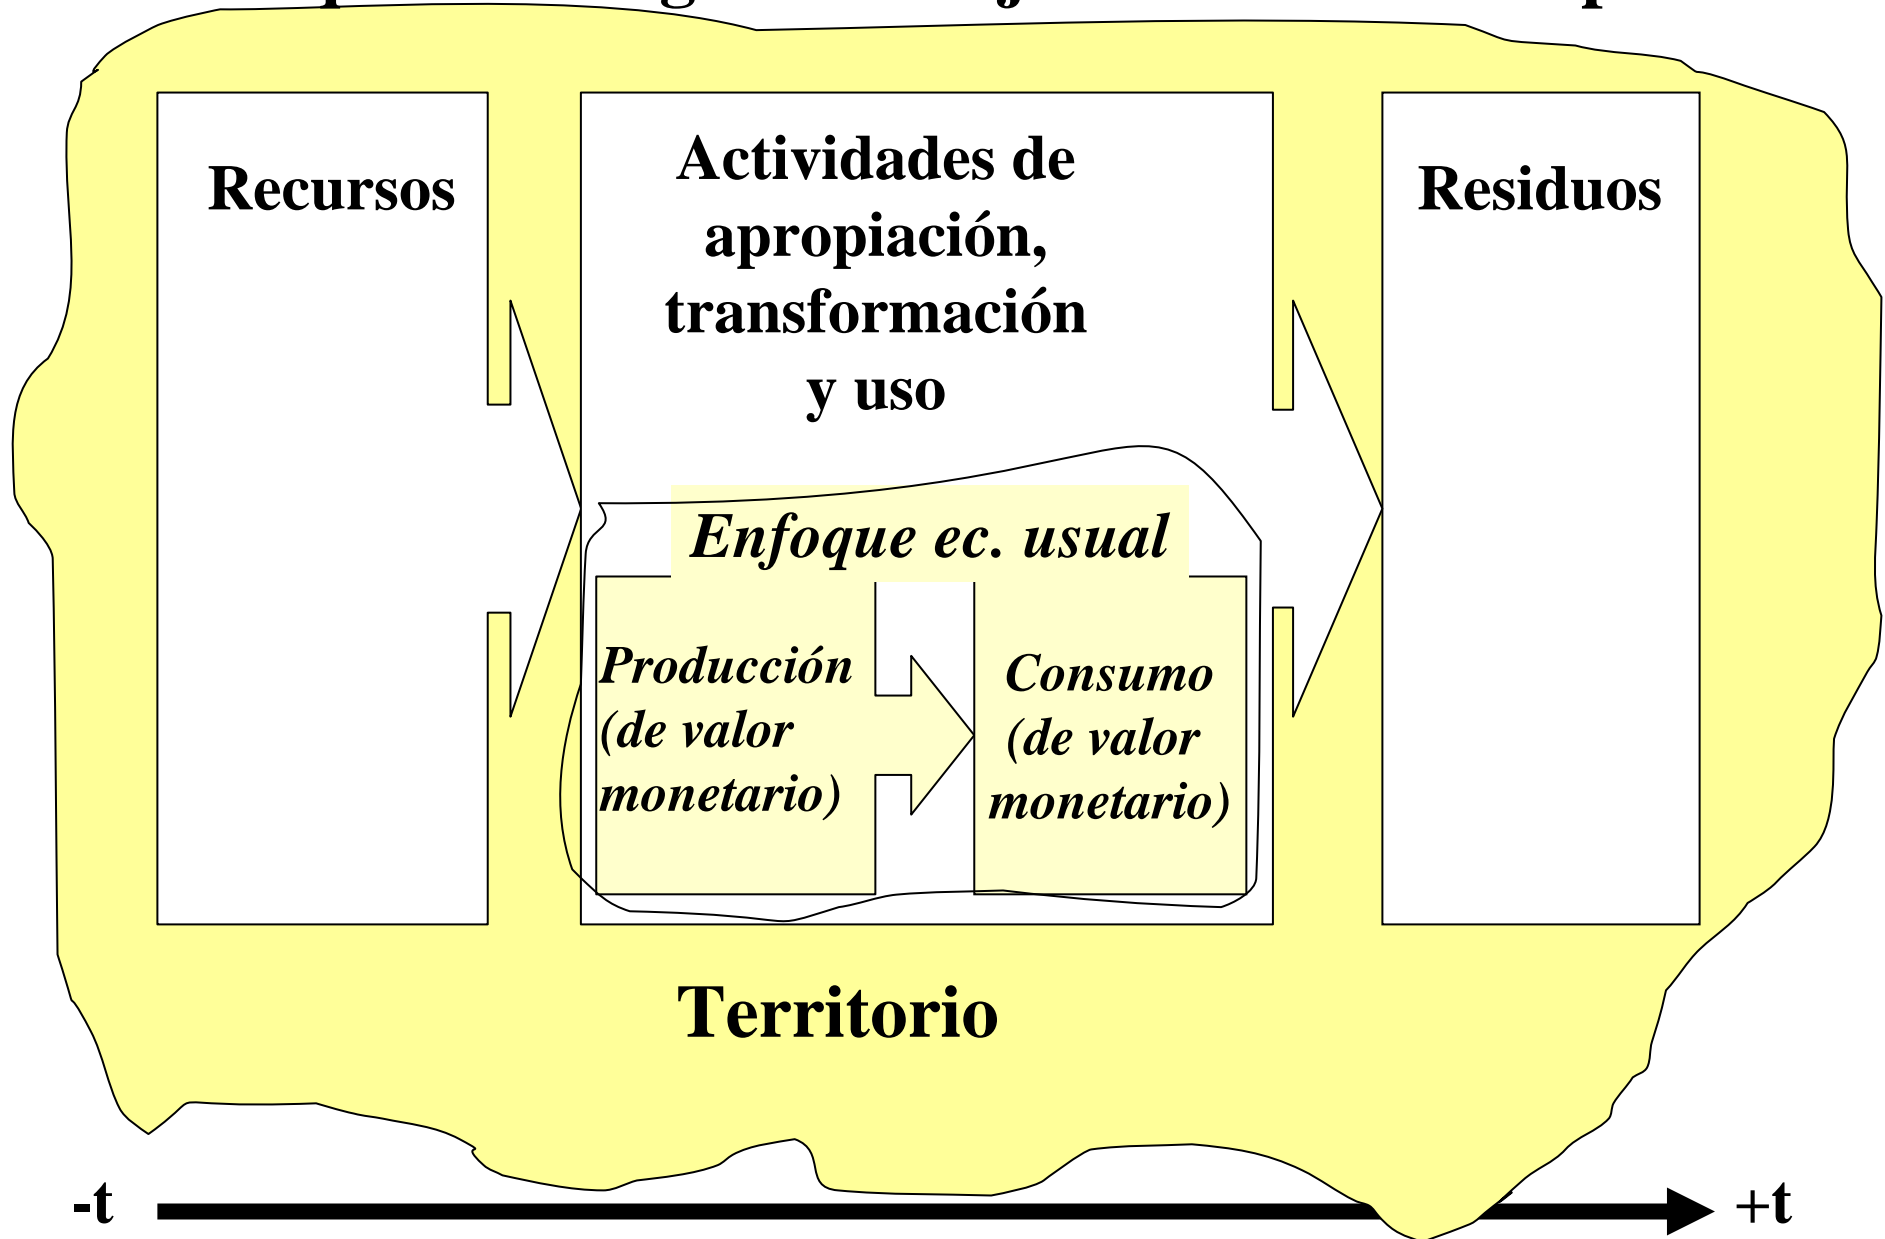 Recursos
Actividades de
apropiación,
transformación
y uso
Residuos
Enfoque ec. usual
Producción
(de valor
monetario)
Consumo
(de valor
monetario)
Territorio
-t
+t